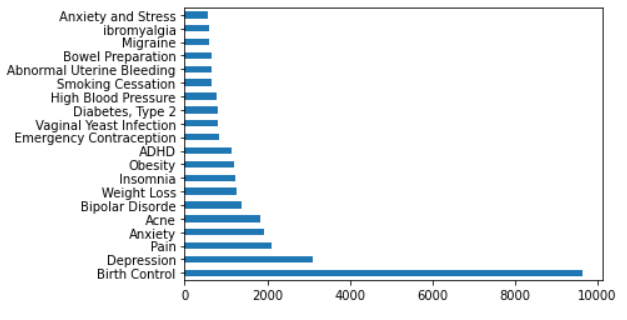 Anxiety and Stress
ibromyalgia
Migraine
Bowel Preparation
Abnormal Uterine Bleeding
Smoking Cessation
High Blood Pressure
Diabetes, Type 2
Vaginal Yeast Infection
Emergency Contraception
ADHD
Obesity
Insomnia
Weight Loss
Bipolar Disorde
Acne
Anxiety
Pain
Depression
Birth Control
0 2000 4000 6000 8000 10000